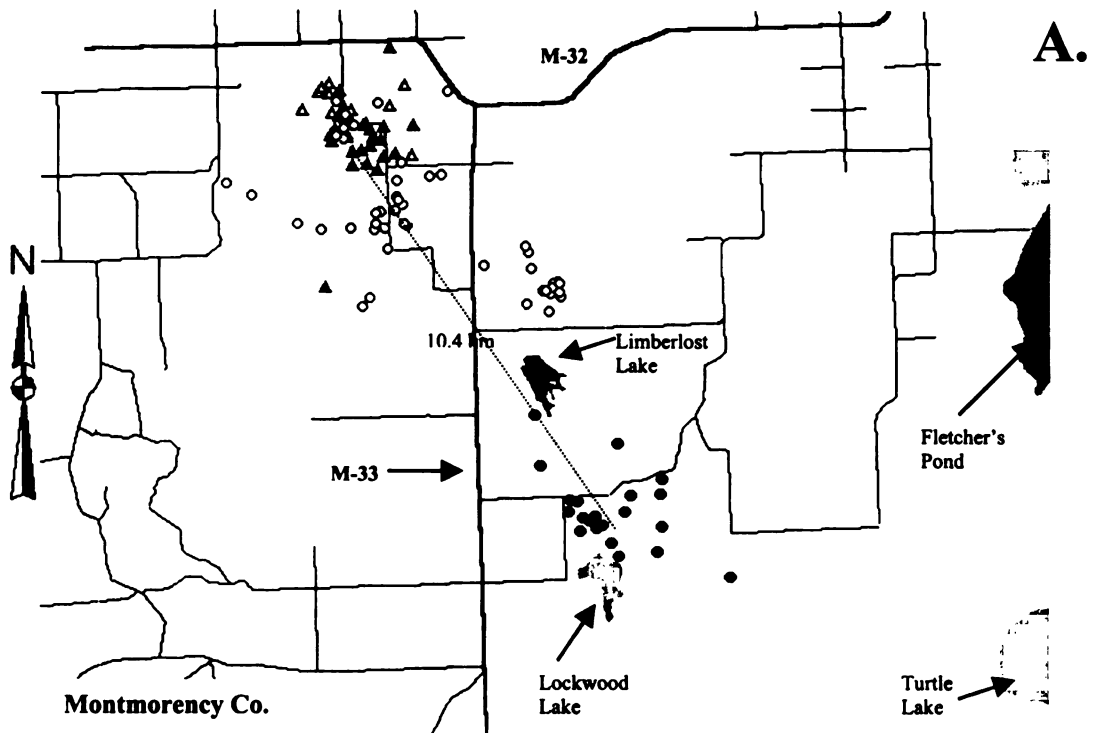 A.
M-32
N
10.4 km
Limberlost
Lake
Fletcher's
Pond
M-33
Lockwood
Lake
Turtle
Lake
Montmorency Co.